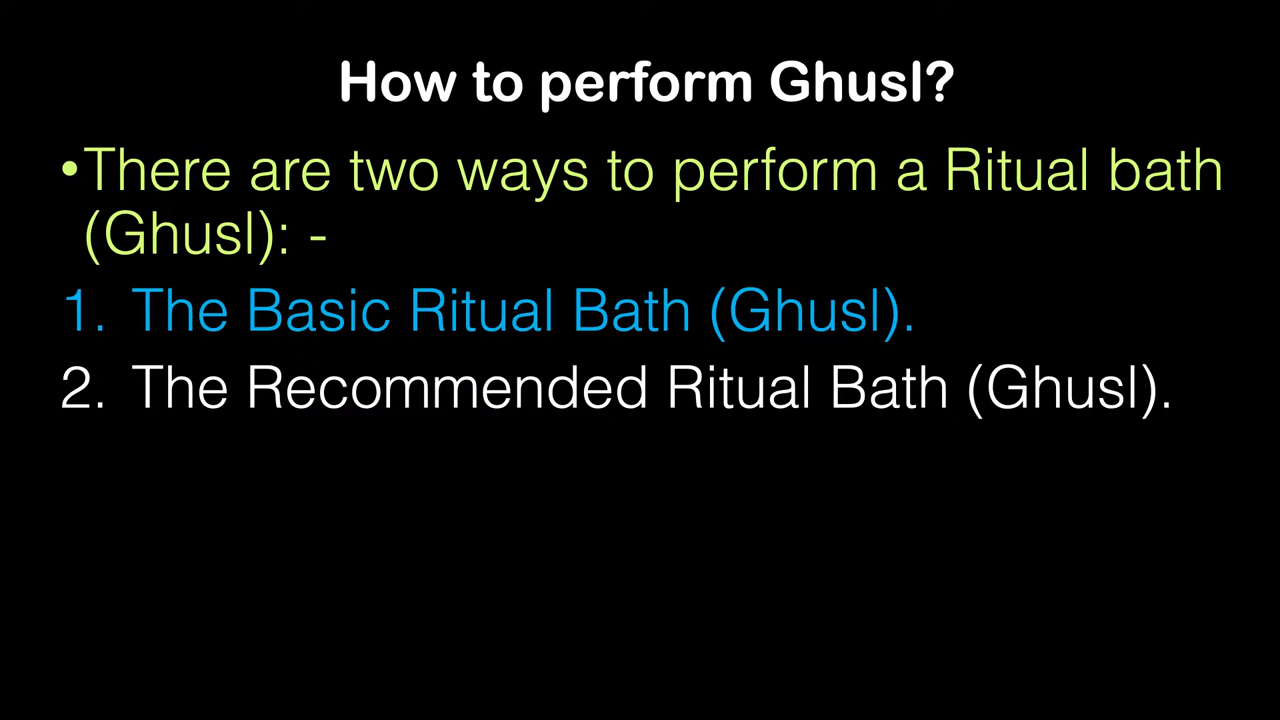 How to perform Ghusl?
•There are two ways to perform a Ritual bath
(Ghusl): -
1. The Basic Ritual Bath (Ghusl).
2. The Recommended Ritual Bath (Ghusl).